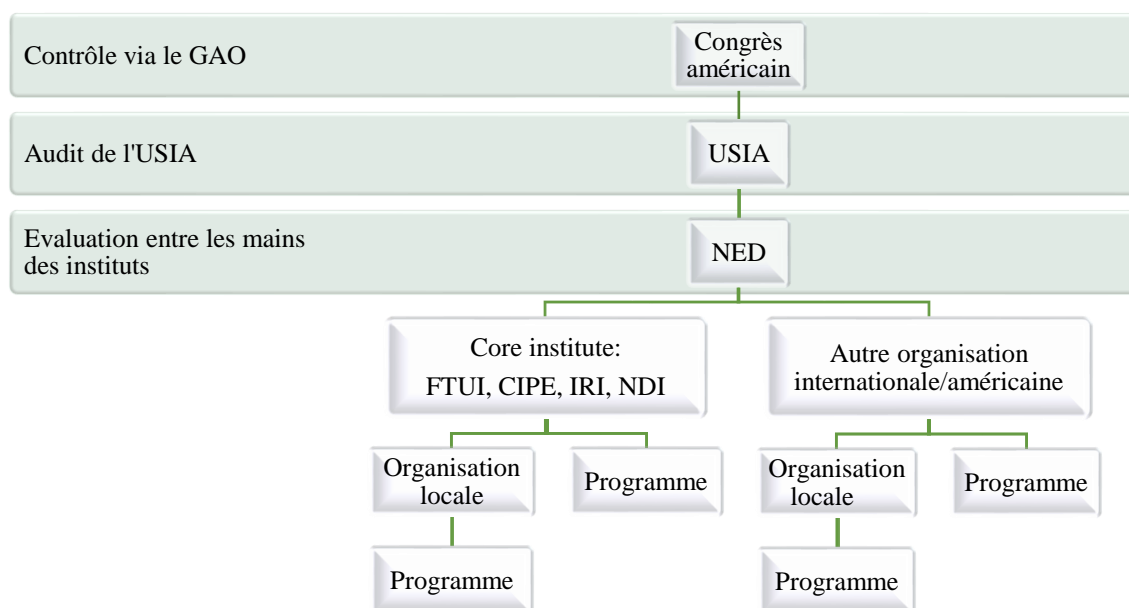 Contrôle via le GAO
Congrès
américain
Audit de l'USIA
USIA
Evaluation entre les mains
des instituts
NED
Core institute:
FTUI, CIPE, IRI, NDI
Autre organisation
internationale/américaine
Organisation
locale
Programme
Organisation
locale
Programme
Programme
Programme